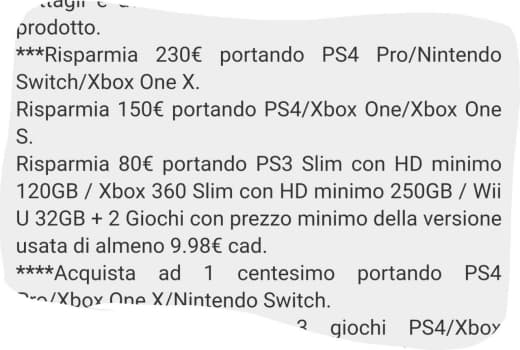 prodotto.
***Risparmia 230€ portando PS4 Pro/Nintendo
Switch/Xbox One X.
Risparmia 150€ portando PS4/Xbox One/Xbox One
S.
Risparmia 80€ portando PS3 Slim con HD minimo
120GB / Xbox 360 Slim con HD minimo 250GB / Wii
U 32GB + 2 Giochi con prezzo minimo della versione
usata di almeno 9.98€ cad.
****Acquista ad 1 centesimo portando PS4
Pro/Xbox One X/Nintendo Switch.
3 giochi PS4/Xbox